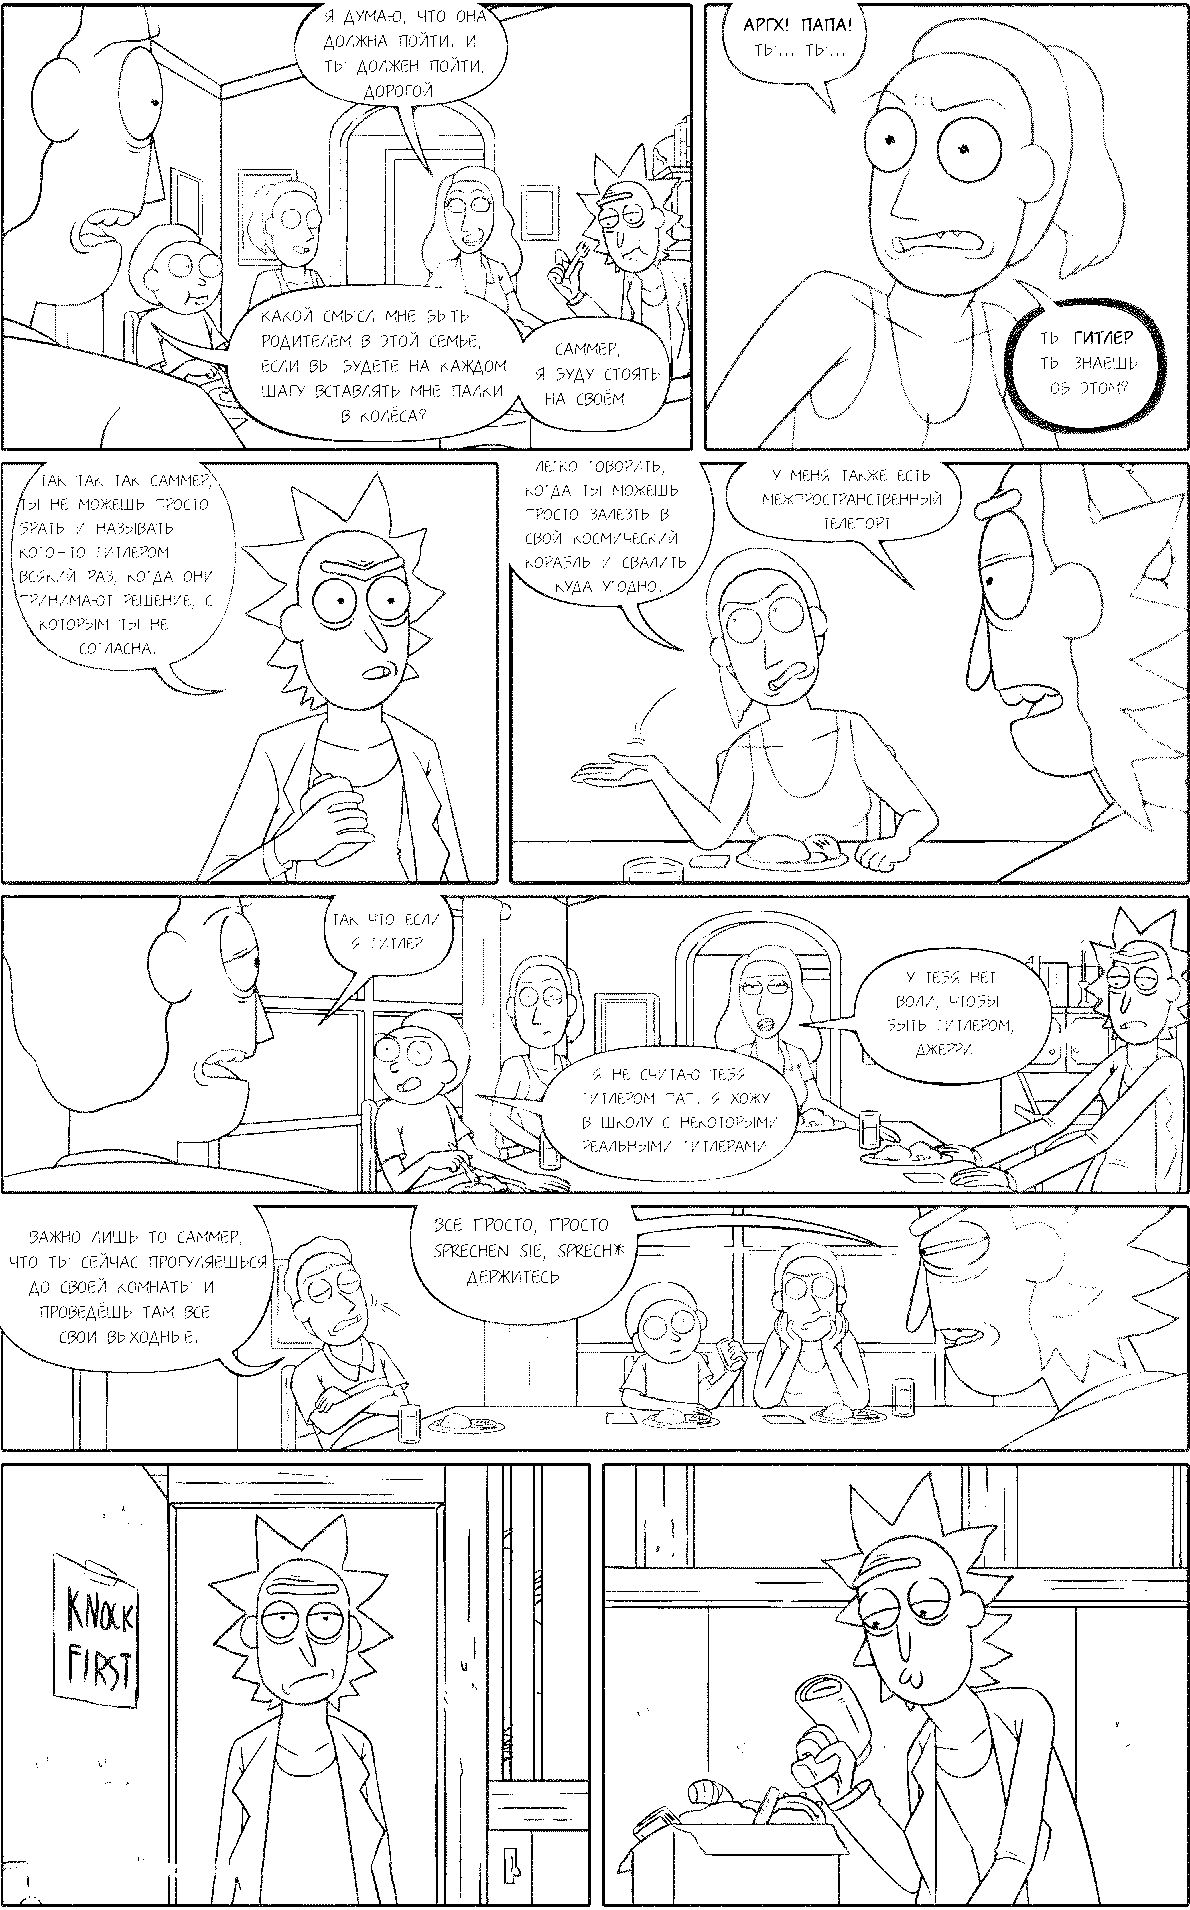 Я ДУМАЮ, ЧТО ОНА
ДОЛЖНА ПОЙТИ. И
ТЫ ДОЛЖЕН ПОЙТИ,
ДОРОГОЙ
КАКОЙ СМЫСЛ МНЕ БЫТЬ
РОДИТЕЛЕМ В ЭТОЙ СЕМЬЕ,
ЕСЛИ ВЫ БУДЕТЕ НА КАЖДОМ
ШАГУ ВСТАВЛЯТЬ МНЕ ПАЛКИ
В КОЛЁСА?
САММЕР,
Я БУДУ СТОЯТЬ
НА СВОЁМ
АРГХ! ПАПА!
ТЫ... ТЫ...
ТЫ ГИТЛЕР
ТЫ ЗНАЕШЬ
ОБ ЭТОМ?
ТАК ТАК ТАК САММЕР,
ТЫ НЕ МОЖЕШЬ ПРОСТО
БРАТЬ И НАЗЫВАТЬ
КОГО-ТО ГИТЛЕРОМ
ВСЯКИЙ РАЗ, КОГДА ОНИ
ПРИНИМАЮТ РЕШЕНИЕ, С
КОТОРЫМ ТЫ НЕ
СОГЛАСНА.
ЛЕГКО ГОВОРИТЬ,
КОГДА ТЫ МОЖЕШЬ
ПРОСТО ЗАЛЕЗТЬ В
СВОЙ КОСМИЧЕСКИЙ
КОРАБЛЬ И СВАЛИТЬ
КУДА УГОДНО.
У МЕНЯ ТАКЖЕ ЕСТЬ
МЕЖПРОСТРАНСТВЕННЫЙ
ТЕЛЕПОРТ
ТАК ЧТО ЕСЛИ
Я ГИТЛЕР
Я НЕ СЧИТАЮ ТЕБЯ
ГИТЛЕРОМ ПАП. Я ХОЖУ
В ШКОЛУ С НЕКОТОРЫМИ
РЕАЛЬНЫМИ ГИТЛЕРАМИ
У ТЕБЯ НЕТ
ВОЛИ, ЧТОБЫ
БЫТЬ ГИТЛЕРОМ,
ДЖЕРРИ
ВАЖНО ЛИШЬ ТО САММЕР,
ЧТО ТЫ СЕЙЧАС ПРОГУЛЯЕШЬСЯ
ДО СВОЕЙ КОМНАТЫ И
ПРОВЕДЁШЬ ТАМ ВСЕ
СВОИ ВЫХОДНЫЕ.
ВСЕ ПРОСТО, ПРОСТО
SPRECHEN SIE, SPRECH*
ДЕРЖИТЕСЬ
KNOCK
FIRST